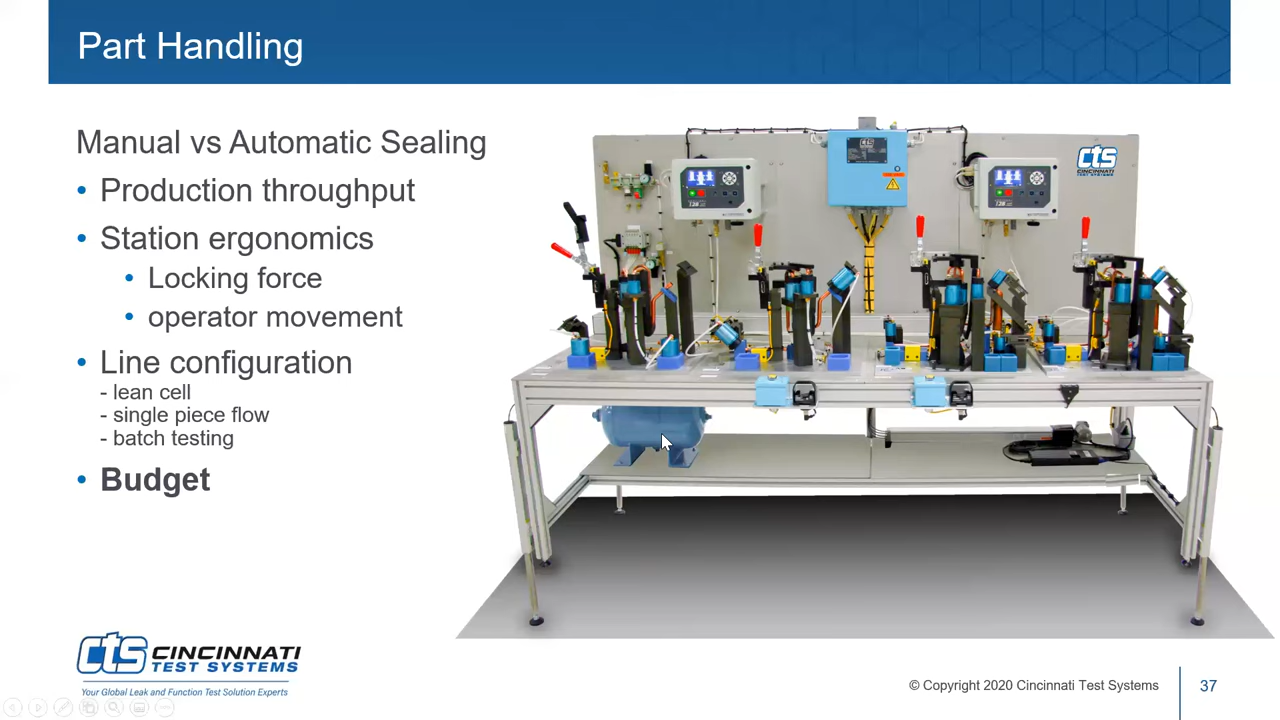 Part Handling
Manual vs Automatic Sealing
• Production throughput
• Station ergonomics
• Locking force
• operator movement
• Line configuration
- lean cell
- single piece flow
- batch testing
• Budget
cts
CINCINNATI
TEST SYSTEMS
cts CINCINNATI
TEST SYSTEMS
Your Global Leak and Function Test Solution Experts
© Copyright 2020 Cincinnati Test Systems
37